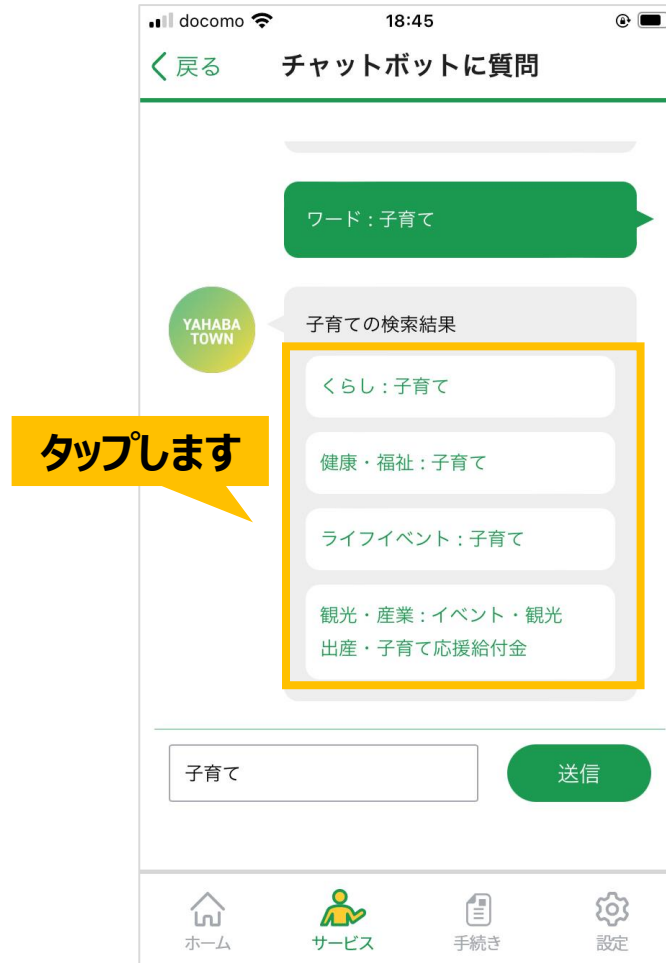 docomo 18:45
戻る チャットボットに質問
ワード:子育て
YAHABA
TOWN
子育ての検索結果
くらし:子育て
タップします
健康・福祉:子育て
ライフイベント:子育て
観光・産業:イベント・観光
出産・子育て応援給付金
子育て 送信
ホーム サービス 手続き 設定